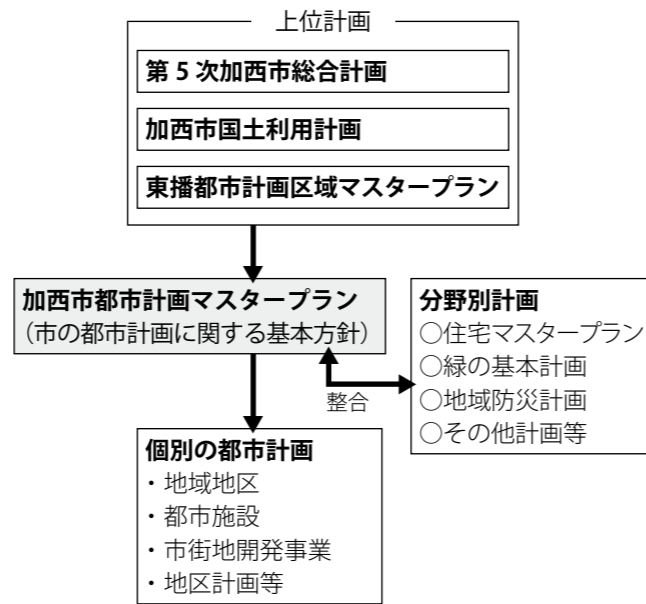 上位計画
第5次加西市総合計画
加西市国土利用計画
東播都市計画区域マスタープラン
加西市都市計画マスタープラン
（市の都市計画に関する基本方針）
整合
分野別計画
○住宅マスタープラン
○緑の基本計画
○地域防災計画
○その他計画等
個別の都市計画
・地域地区
・都市施設
・市街地開発事業
・地区計画等